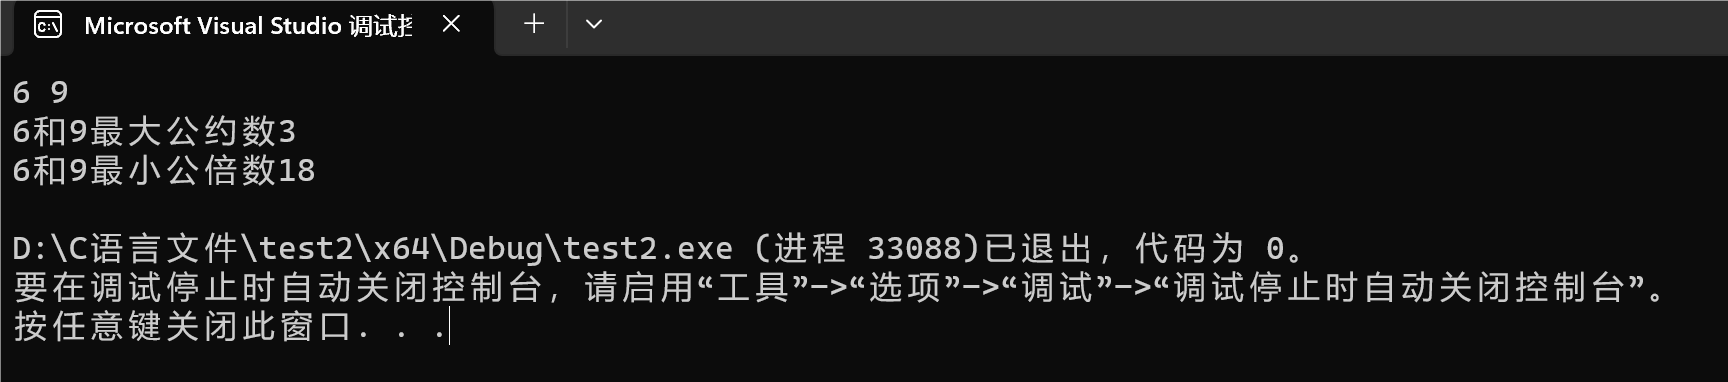 Microsoft Visual Studio 调试控
6 9
6和9最大公约数3
6和9最小公倍数18
D:\C语言文件\test2\x64\Debug\test2.exe (进程 33088)已退出，代码为 0。
要在调试停止时自动关闭控制台，请启用“工具”->“选项”->“调试”->“调试停止时自动关闭控制台”。
按任意键关闭此窗口. . .